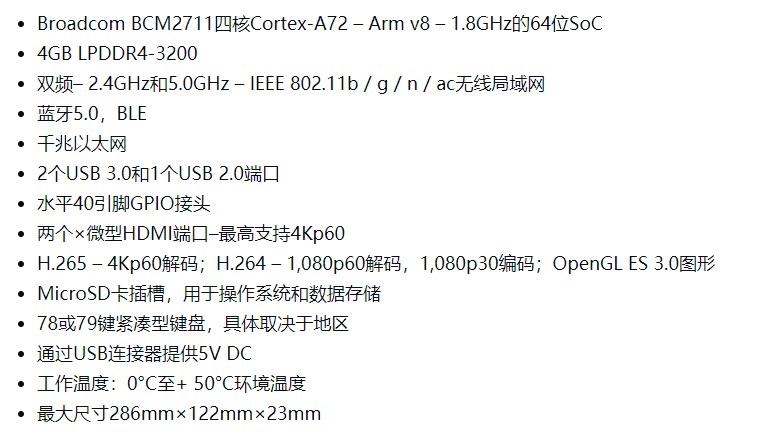 • Broadcom BCM2711四核Cortex-A72 – Arm v8 – 1.8GHz的64位SoC
• 4GB LPDDR4-3200
• 双频– 2.4GHz和5.0GHz – IEEE 802.11b / g / n / ac无线局域网
• 蓝牙5.0，BLE
• 千兆以太网
• 2个USB 3.0和1个USB 2.0端口
• 水平40引脚GPIO接头
• 两个×微型HDMI端口–最高支持4Kp60
• H.265 – 4Kp60解码；H.264 – 1,080p60解码，1,080p30编码；OpenGL ES 3.0图形
• MicroSD卡插槽，用于操作系统和数据存储
• 78或79键紧凑型键盘，具体取决于地区
• 通过USB连接器提供5V DC
• 工作温度：0°C至+ 50°C环境温度
• 最大尺寸286mm×122mm×23mm